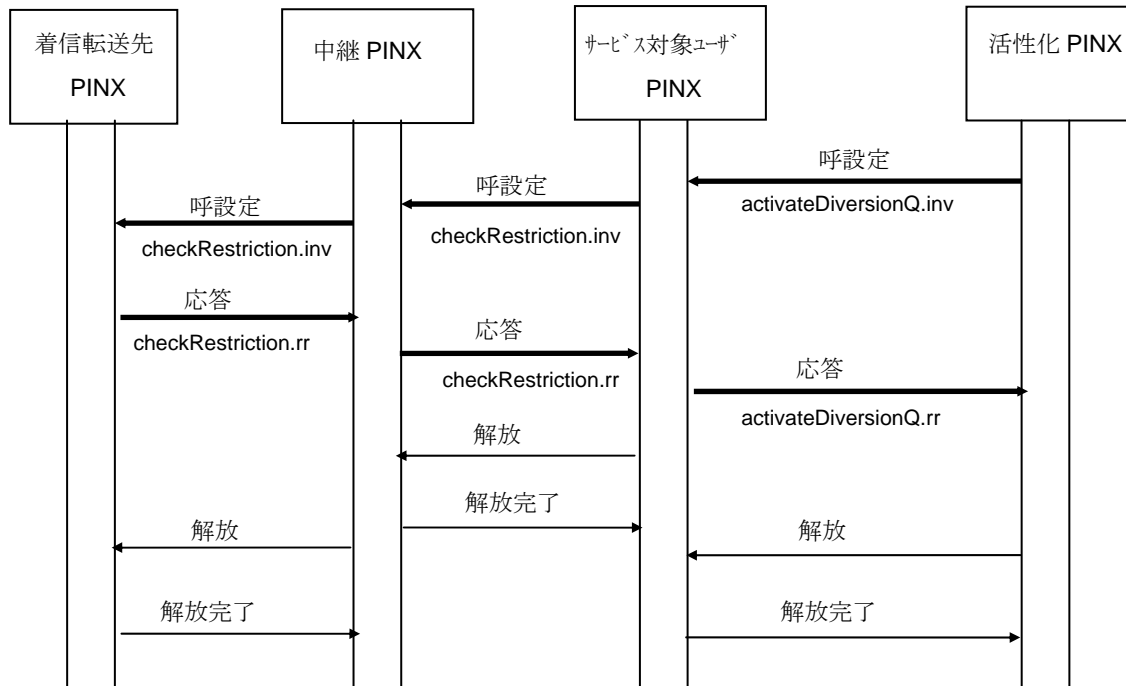 着信転送先
PINX
中継 PINX
サービス対象ユーザ
PINX
活性化 PINX
呼設定
activateDiversionQ.inv
呼設定
checkRestriction.inv
呼設定
checkRestriction.inv
応答
checkRestriction.rr
応答
checkRestriction.rr
応答
activateDiversionQ.rr
解放
解放完了
解放
解放
解放完了
解放完了